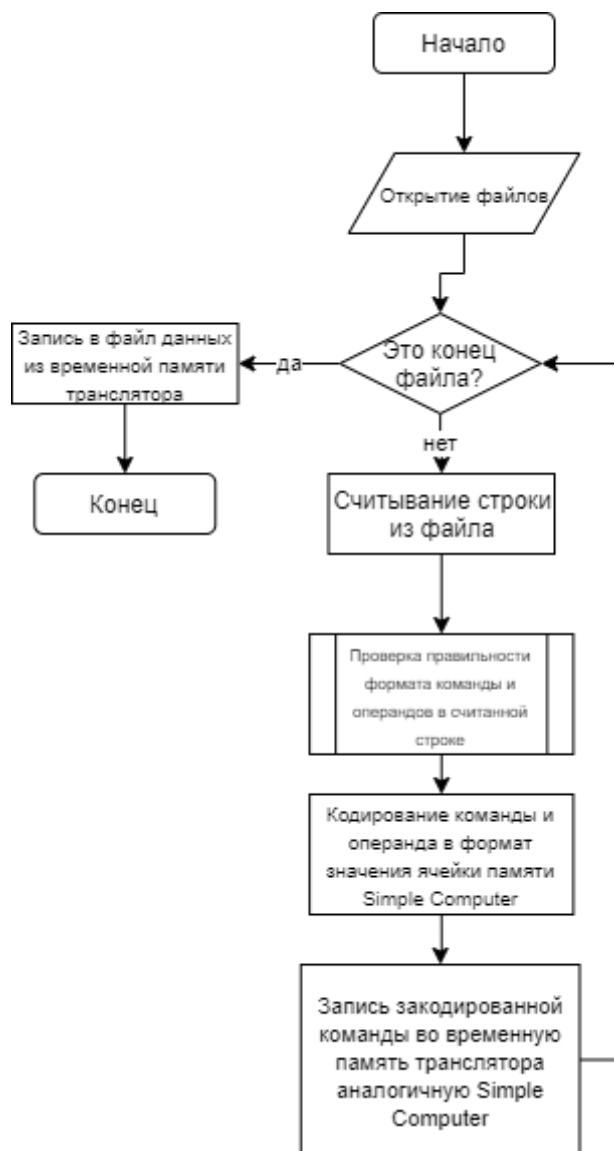 Начало
Открытие файлов
Это конец
файла?
да
Запись в файл данных
из временной памяти
транслятора
Конец
нет
Считывание строки
из файла
Проверка правильности
формата команды и
операндов в считанной
строке
Кодирование команды и
операнда в формат
значения ячейки памяти
Simple Computer
Запись закодированной
команды во временную
память транслятора
аналогичную Simple
Computer